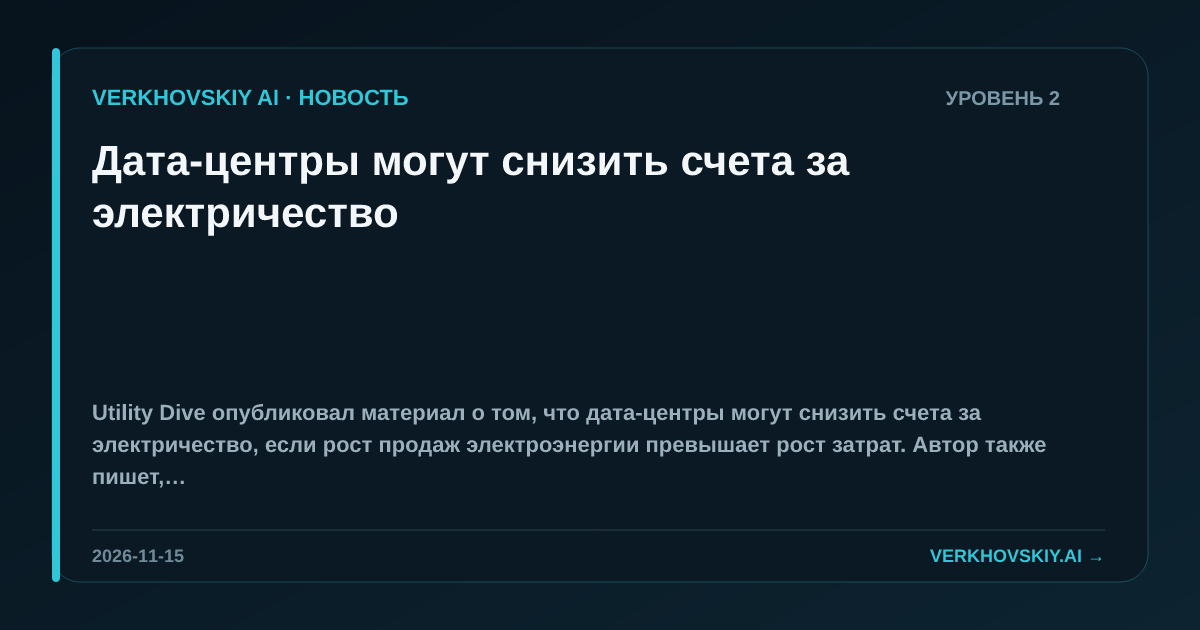 VERKHOVSKIY AI · НОВОСТЬ
УРОВЕНЬ 2
Дата-центры могут снизить счета за
электричество
Utility Dive опубликовал материал о том, что дата-центры могут снизить счета за
электричество, если рост продаж электроэнергии превышает рост затрат. Автор также
пишет,…
2026-11-15
VERKHOVSKIY.AI →